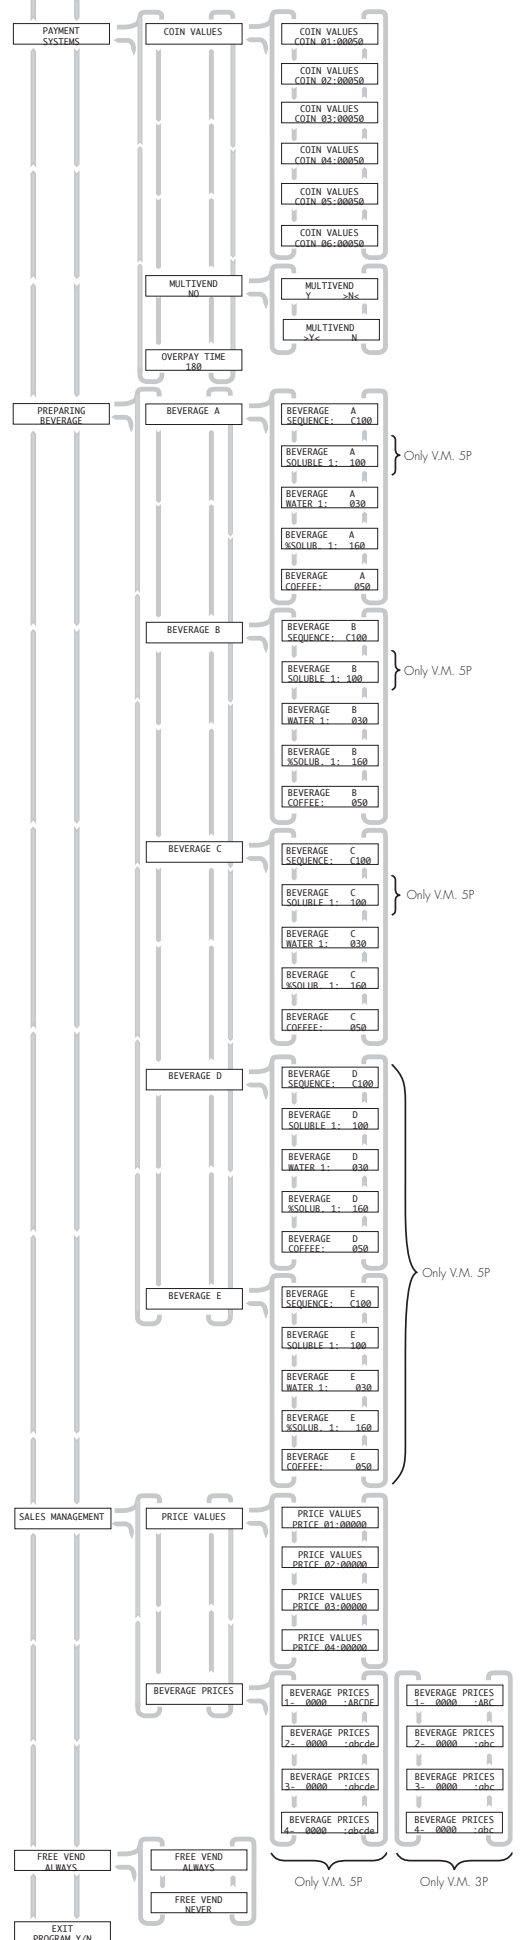 PAYMENT
SYSTEMS
COIN VALUES
COIN VALUES
COIN 01:00050
COIN VALUES
COIN 02:00050
COIN VALUES
COIN 03:00050
COIN VALUES
COIN 04:00050
COIN VALUES
COIN 05:00050
COIN VALUES
COIN 06:00050
MULTIVEND
NO
MULTIVEND
Y >N<
MULTIVEND
>Y< N
OVERPAY TIME
180
PREPARING
BEVERAGE
BEVERAGE A
BEVERAGE A
SEQUENCE: C100
BEVERAGE A
SOLUBLE 1: 100
Only V.M. 5P
BEVERAGE A
WATER 1: 030
BEVERAGE A
%SOLUB. 1: 160
BEVERAGE A
COFFEE: 050
BEVERAGE B
BEVERAGE B
SEQUENCE: C100
BEVERAGE B
SOLUBLE 1: 100
Only V.M. 5P
BEVERAGE B
WATER 1: 030
BEVERAGE B
%SOLUB. 1: 160
BEVERAGE B
COFFEE: 050
BEVERAGE C
BEVERAGE C
SEQUENCE: C100
BEVERAGE C
SOLUBLE 1: 100
Only V.M. 5P
BEVERAGE C
WATER 1: 030
BEVERAGE C
%SOLUB. 1: 160
BEVERAGE C
COFFEE: 050
BEVERAGE D
BEVERAGE D
SEQUENCE: C100
BEVERAGE D
SOLUBLE 1: 100
BEVERAGE D
WATER 1: 030
BEVERAGE D
%SOLUB. 1: 160
BEVERAGE D
COFFEE: 050
Only V.M. 5P
BEVERAGE E
BEVERAGE E
SEQUENCE: C100
BEVERAGE E
SOLUBLE 1: 100
BEVERAGE E
WATER 1: 030
BEVERAGE E
%SOLUB. 1: 160
BEVERAGE E
COFFEE: 050
SALES MANAGEMENT
PRICE VALUES
PRICE VALUES
PRICE 01:00000
PRICE VALUES
PRICE 02:00000
PRICE VALUES
PRICE 03:00000
PRICE VALUES
PRICE 04:00000
BEVERAGE PRICES
BEVERAGE PRICES
1- 0000 :ABCDE
BEVERAGE PRICES
2- 0000 :abcde
BEVERAGE PRICES
3- 0000 :abcde
BEVERAGE PRICES
4- 0000 :abcde
Only V.M. 5P
BEVERAGE PRICES
1- 0000 :ABC
BEVERAGE PRICES
2- 0000 :abc
BEVERAGE PRICES
3- 0000 :abc
BEVERAGE PRICES
4- 0000 :abc
Only V.M. 3P
FREE VEND
ALWAYS
FREE VEND
ALWAYS
FREE VEND
NEVER
EXIT
PROGRAM Y/N